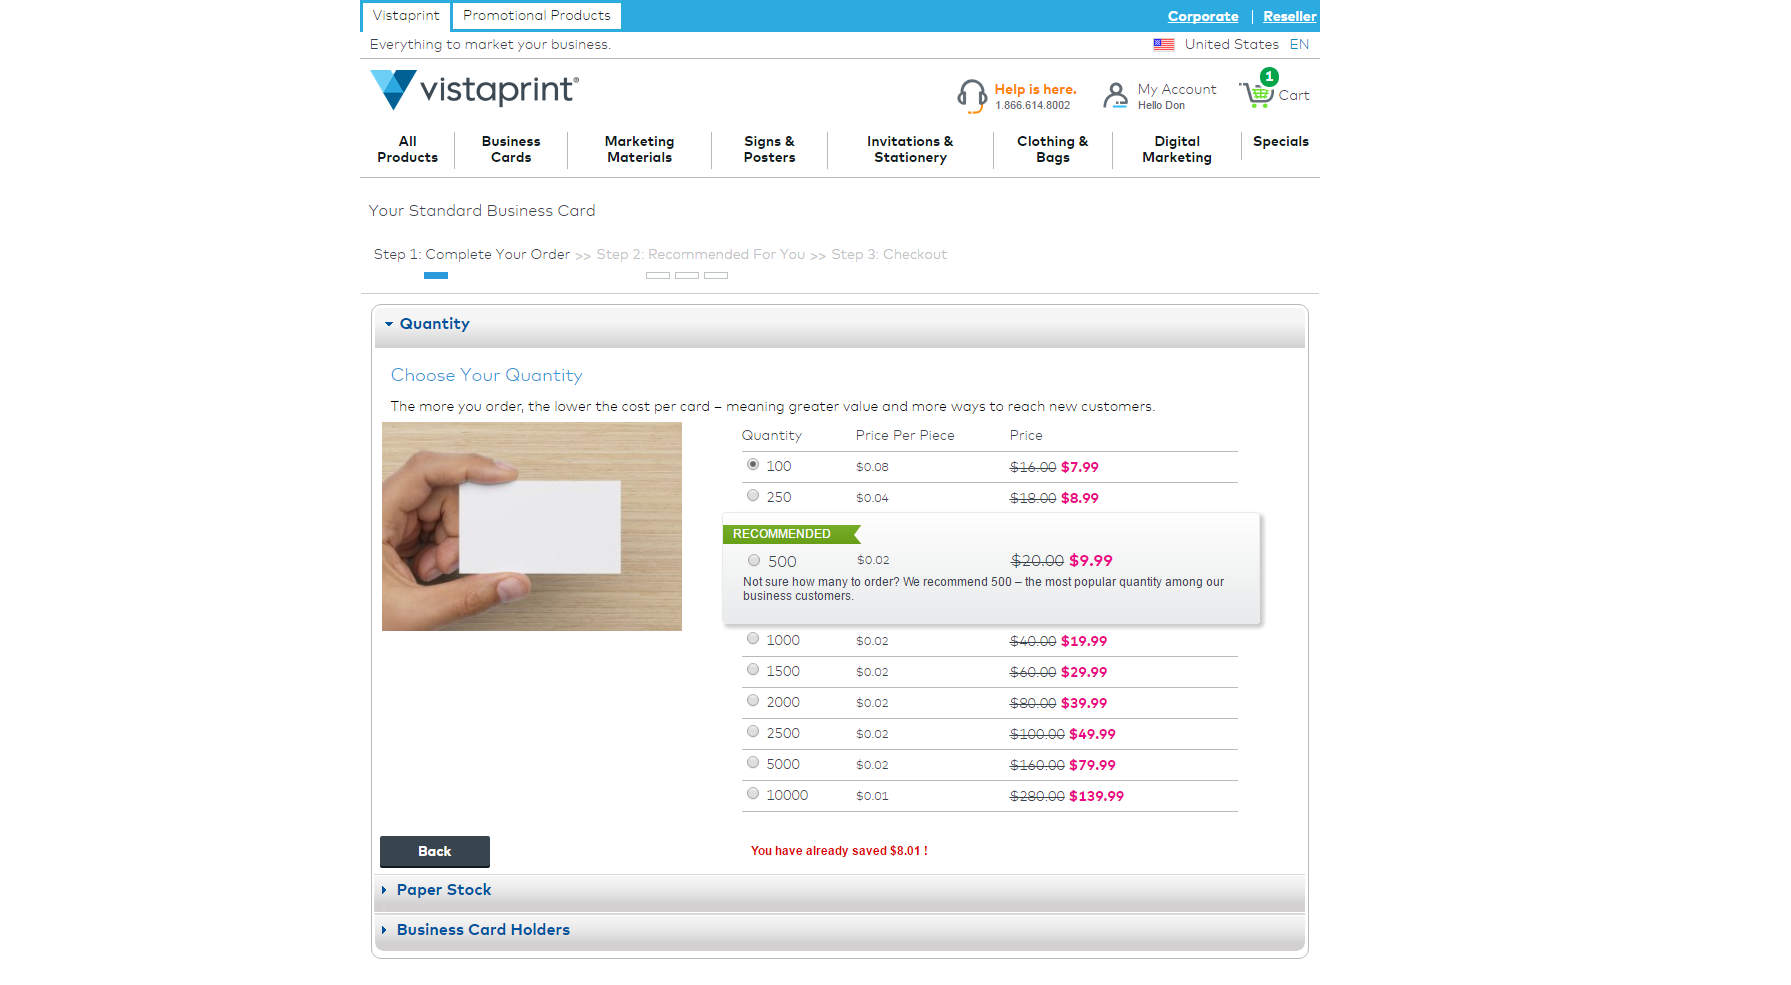 Vistaprint Promotional Products Corporate | Reseller
Everything to market your business. United States EN
vistaprint®
Help is here. My Account 1
1.866.614.8002 Hello Don Cart
All Products Business Cards Marketing Materials Signs & Posters Invitations & Stationery Clothing & Bags Digital Marketing Specials
Your Standard Business Card
Step 1: Complete Your Order >> Step 2: Recommended For You >> Step 3: Checkout
Quantity
Choose Your Quantity
The more you order, the lower the cost per card – meaning greater value and more ways to reach new customers.
Quantity Price Per Piece Price
100 $0.08 $16.00 $7.99
250 $0.04 $18.00 $8.99
RECOMMENDED
500 $0.02 $20.00 $9.99
Not sure how many to order? We recommend 500 – the most popular quantity among our
business customers.
1000 $0.02 $40.00 $19.99
1500 $0.02 $60.00 $29.99
2000 $0.02 $80.00 $39.99
2500 $0.02 $100.00 $49.99
5000 $0.02 $160.00 $79.99
10000 $0.01 $280.00 $139.99
Back You have already saved $8.01 !
Paper Stock
Business Card Holders